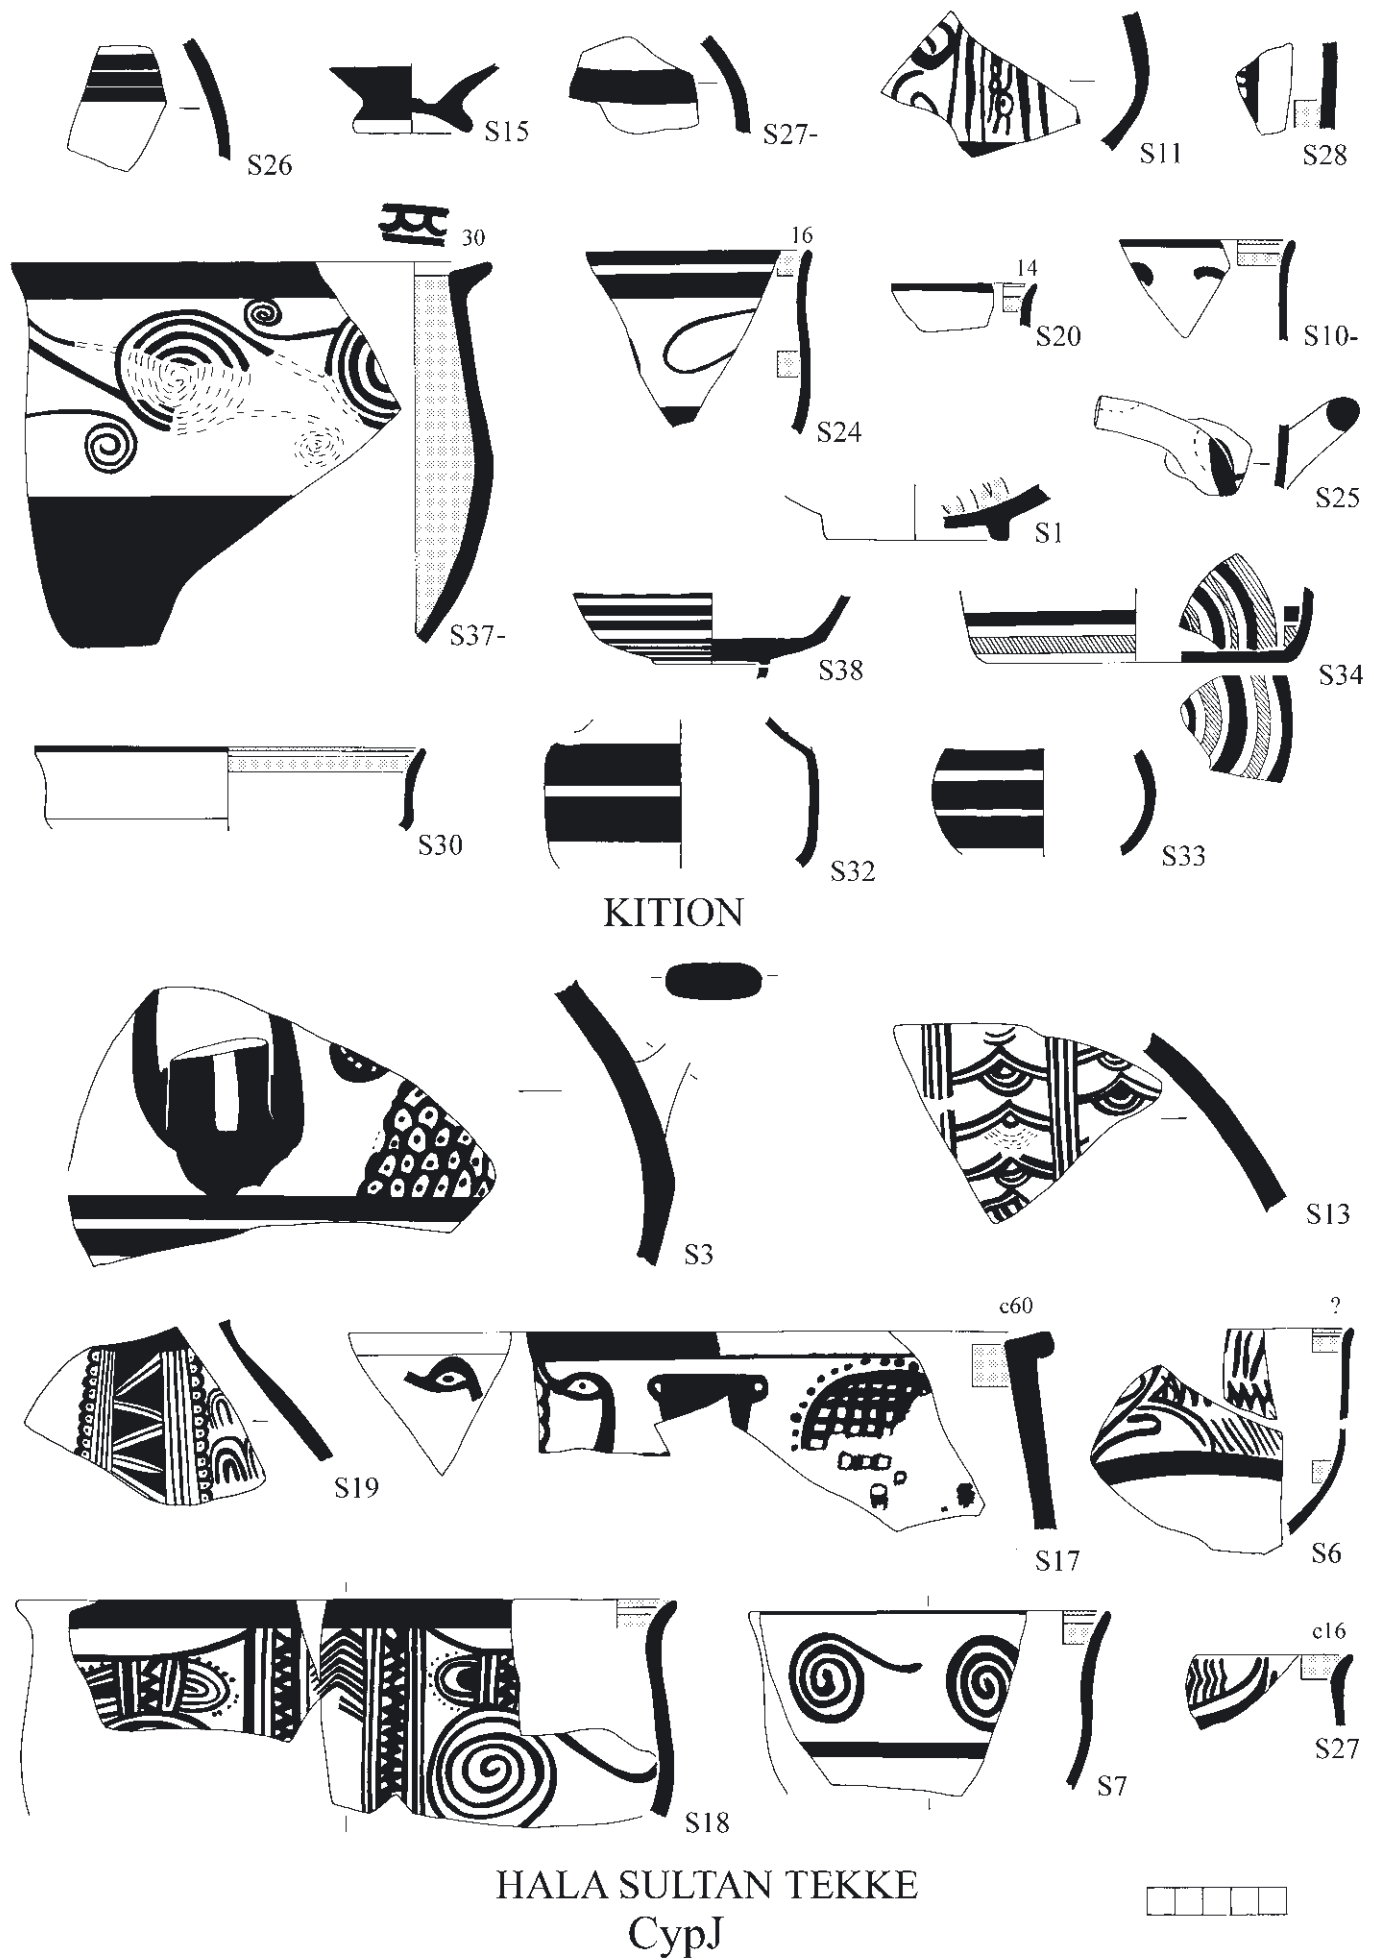 S26
S15
S27-
S11
S28
30
16
14
S37-
S24
S20
S10-
S25
S1
S38
S34
S30
S32
S33
KITION
S3
S13
c60
?
S19
S17
S6
c16
S18
S7
S27
HALA SULTAN TEKKE
CypJ